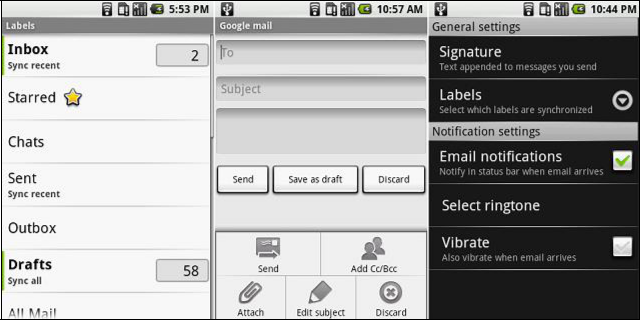 5:53 PM
Labels
Inbox
Sync recent
2
Starred
Chats
Sent
Sync recent
Outbox
Drafts
Sync all
58
All Mail
10:57 AM
Google mail
To
Subject
Send
Save as draft
Discard
Send
Add Cc/Bcc
Attach
Edit subject
Discard
10:44 PM
General settings
Signature
Text appended to messages you send
Labels
Select which labels are synchronized
Notification settings
Email notifications
Notify in status bar when email arrives
Select ringtone
Vibrate
Also vibrate when email arrives